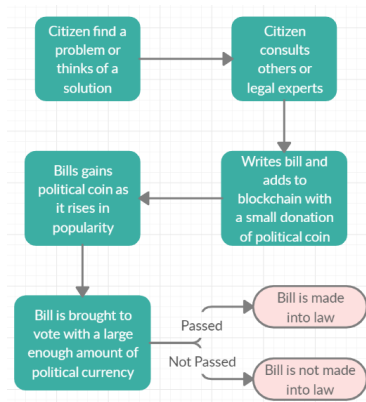 Citizen find a
problem or
thinks of a
solution
Citizen
consults
others or
legal experts
Writes bill and
adds to
blockchain with
a small donation
of political coin
Bills gains
political coin as
it rises in
popularity
Bill is brought to
vote with a large
enough amount of
political currency
Passed
Not Passed
Bill is made
into law
Bill is not made
into law